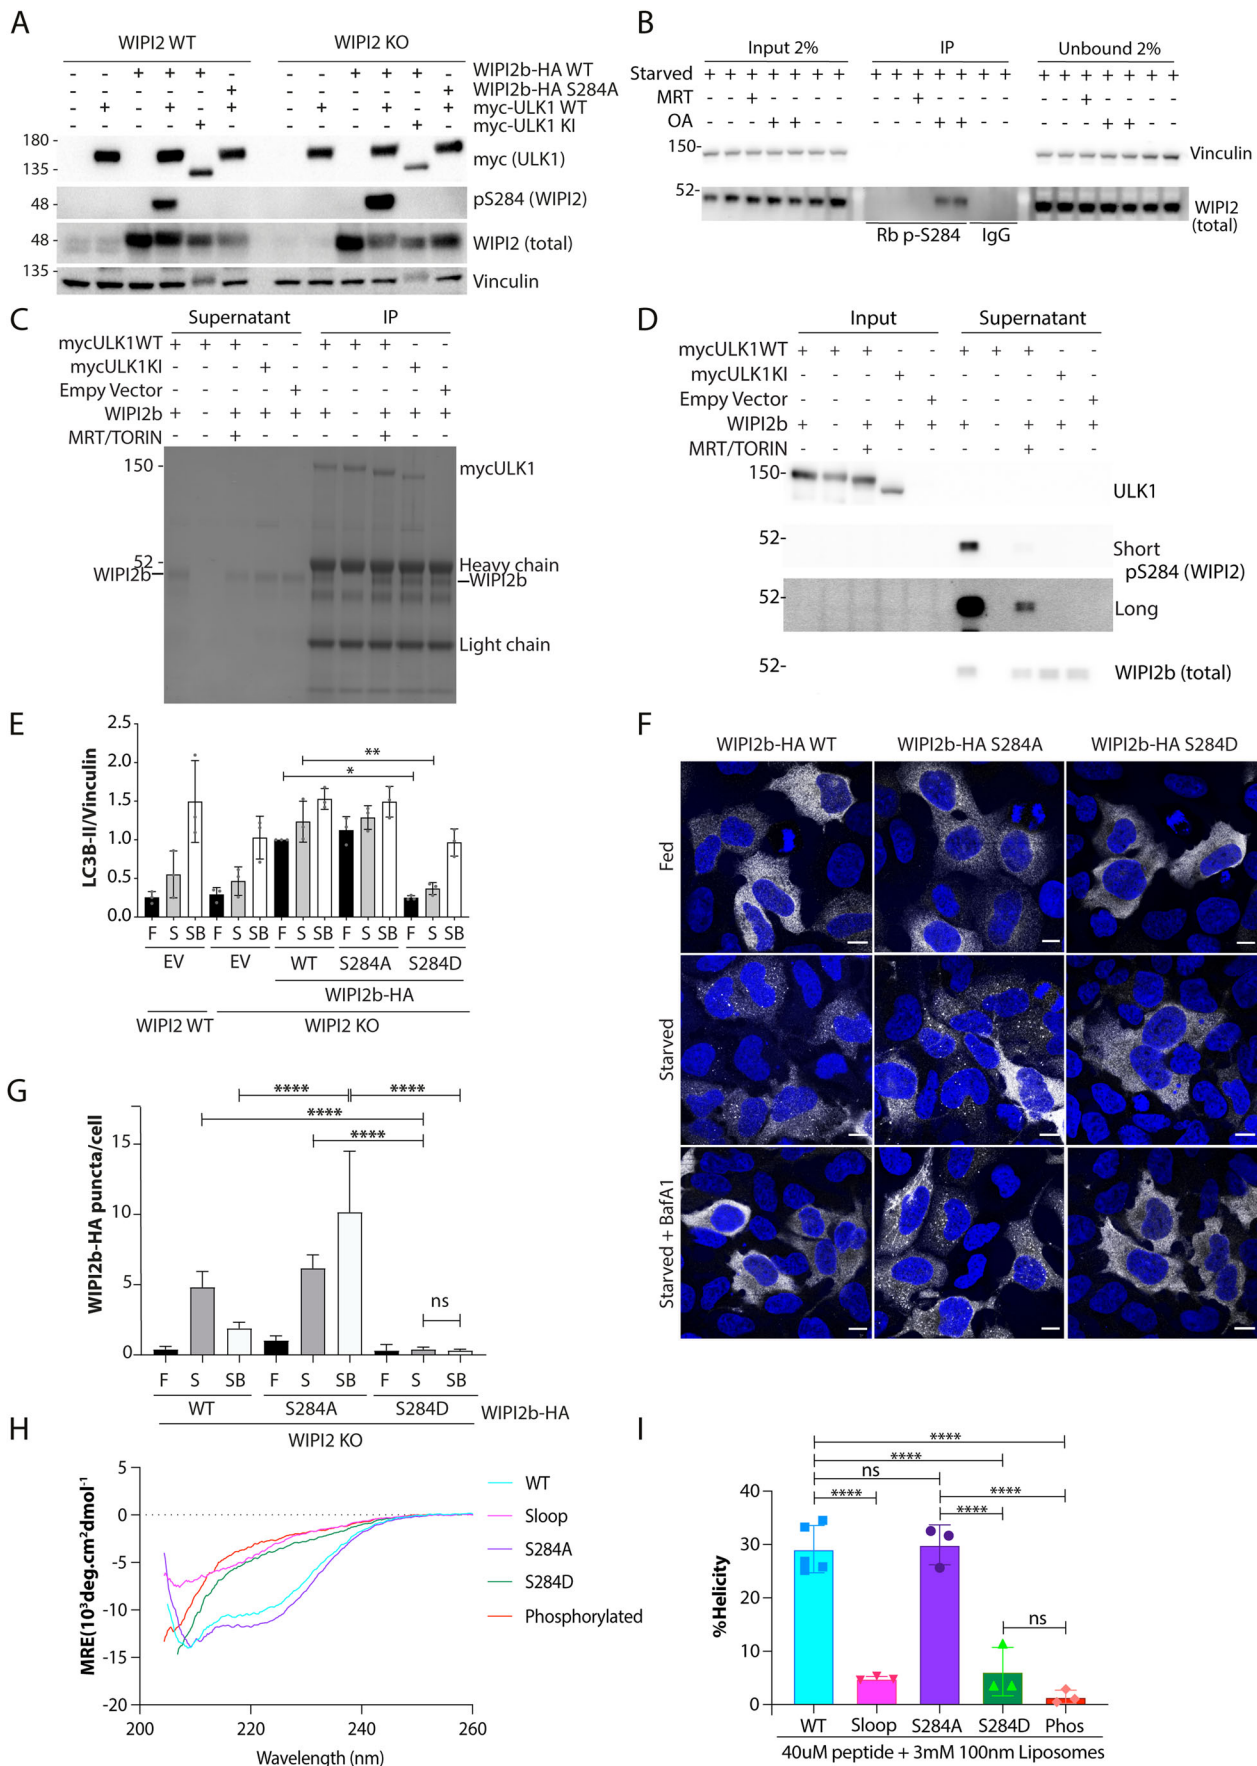 A
WIPI2 WT
WIPI2 KO
- - + + + - - - + + + - WIPI2b-HA WT
- - - - - + - - - - - + WIPI2b-HA S284A
- + - + - + - + - + - + myc-ULK1 WT
- - - - + - - - - - + - myc-ULK1 KI
180 -
135 -
myc (ULK1)
48 -
pS284 (WIPI2)
48 -
WIPI2 (total)
135 -
Vinculin
B
Input 2%
IP
Unbound 2%
Starved + + + + + + + + + + + + + + + + + + + + +
MRT - - + - - - - - - + - - - - - - + - - - -
OA - - - + + - - - - - + + - - - - - + + - -
150-
Vinculin
52-
WIPI2
(total)
Rb p-S284
IgG
C
Supernatant
IP
mycULK1WT + + + - - + + + - -
mycULK1KI - - - + - - - - + -
Empy Vector - - - - + - - - - +
WIPI2b + - + + + + - + + +
MRT/TORIN - - + - - - - + - -
150 -
mycULK1
52 -
Heavy chain
WIPI2b
WIPI2b
Light chain
D
Input
Supernatant
mycULK1WT + + + - - + + + - -
mycULK1KI - - - + - - - - + -
Empy Vector - - - - + - - - - +
WIPI2b + - + + + + - + + +
MRT/TORIN - - + - - - - + - -
150-
ULK1
52-
Short
pS284 (WIPI2)
52-
Long
52-
WIPI2b (total)
E
LC3B-II/Vinculin
2.5
2.0
1.5
1.0
0.5
0.0
**
*
F S SB F S SB F S SB F S SB F S SB
EV EV WT S284A S284D
WIPI2b-HA
WIPI2 WT WIPI2 KO
F
WIPI2b-HA WT WIPI2b-HA S284A WIPI2b-HA S284D
Fed
Starved
Starved + BafA1
G
WIPI2b-HA puncta/cell
**** ****
****
****
15
10
5
0
ns
F S SB F S SB F S SB
WT S284A S284D WIPI2b-HA
WIPI2 KO
H
MRE(10³deg.cm²dmol⁻¹
5
0
-5
-10
-15
-20
200 220 240 260
Wavelength (nm)
WT
Sloop
S284A
S284D
Phosphorylated
I
****
****
ns
**** ****
****
ns
%Helicity
40
30
20
10
0
WT Sloop S284A S284D Phos
40uM peptide + 3mM 100nm Liposomes